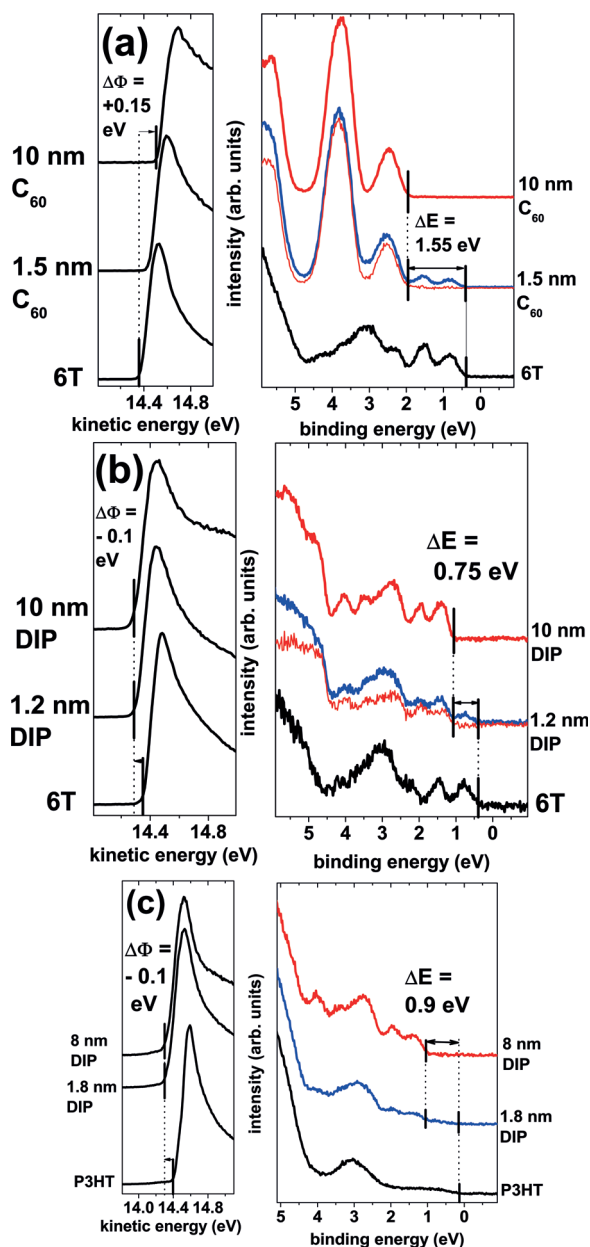 (a)
ΔΦ =
+0.15
eV
10 nm
C60
1.5 nm
C60
6T
14.4 14.8
kinetic energy (eV)
intensity (arb. units)
10 nm
C60
ΔE =
1.55 eV
1.5 nm
C60
6T
5 4 3 2 1 0
binding energy (eV)
(b)
ΔΦ =
- 0.1
eV
10 nm
DIP
1.2 nm
DIP
6T
14.4 14.8
kinetic energy (eV)
intensity (arb. units)
ΔE =
0.75 eV
10 nm
DIP
1.2 nm
DIP
6T
5 4 3 2 1 0
binding energy (eV)
(c)
ΔΦ =
- 0.1
eV
8 nm
DIP
1.8 nm
DIP
P3HT
14.0 14.4 14.8
kinetic energy (eV)
intensity (arb. units)
ΔE =
0.9 eV
8 nm
DIP
1.8 nm
DIP
P3HT
5 4 3 2 1 0
binding energy (eV)